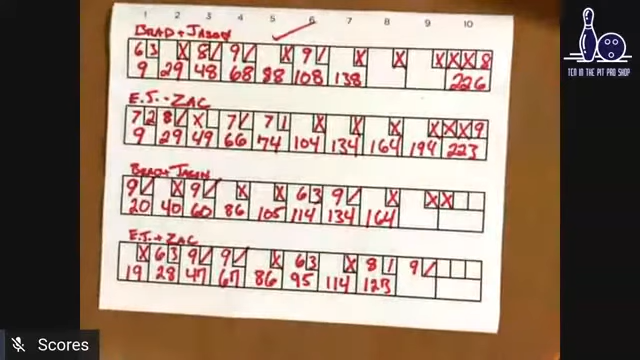 1 2 3 4 5 6 7 8 9 10
BRAD + JASON
6 3 X 8 / 9 / X 9 / X X X X X 8
9 29 48 68 88 108 138 226
E.J. - ZAC
7 2 8 / X 7 / 7 1 X X X X X X 9
9 29 49 66 74 104 134 164 194 223
BRAD + JASON
9 / X 9 / X X 6 3 9 / X X X
20 40 60 86 105 114 134 164
E.J. + ZAC
X 6 3 9 / 9 / X 6 3 X 8 1 9 /
19 28 47 67 86 95 114 123
TEN IN THE PIT PRO SHOP
Scores